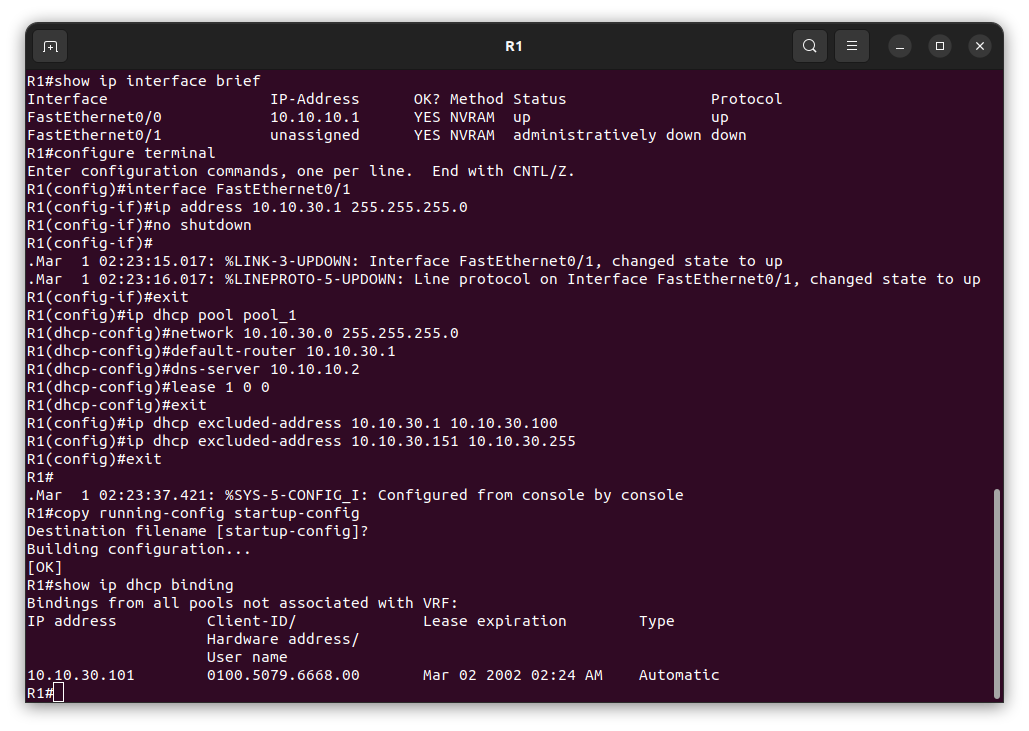 R1
R1#show ip interface brief
Interface                  IP-Address      OK? Method Status                Protocol
FastEthernet0/0            10.10.10.1      YES NVRAM  up                    up
FastEthernet0/1            unassigned      YES NVRAM  administratively down down
R1#configure terminal
Enter configuration commands, one per line.  End with CNTL/Z.
R1(config)#interface FastEthernet0/1
R1(config-if)#ip address 10.10.30.1 255.255.255.0
R1(config-if)#no shutdown
R1(config-if)#
.Mar  1 02:23:15.017: %LINK-3-UPDOWN: Interface FastEthernet0/1, changed state to up
.Mar  1 02:23:16.017: %LINEPROTO-5-UPDOWN: Line protocol on Interface FastEthernet0/1, changed state to up
R1(config-if)#exit
R1(config)#ip dhcp pool pool_1
R1(dhcp-config)#network 10.10.30.0 255.255.255.0
R1(dhcp-config)#default-router 10.10.30.1
R1(dhcp-config)#dns-server 10.10.10.2
R1(dhcp-config)#lease 1 0 0
R1(dhcp-config)#exit
R1(config)#ip dhcp excluded-address 10.10.30.1 10.10.30.100
R1(config)#ip dhcp excluded-address 10.10.30.151 10.10.30.255
R1(config)#exit
R1#
.Mar  1 02:23:37.421: %SYS-5-CONFIG_I: Configured from console by console
R1#copy running-config startup-config
Destination filename [startup-config]?
Building configuration...
[OK]
R1#show ip dhcp binding
Bindings from all pools not associated with VRF:
IP address          Client-ID/              Lease expiration        Type
                    Hardware address/
                    User name
10.10.30.101        0100.5079.6668.00       Mar 02 2002 02:24 AM    Automatic
R1#